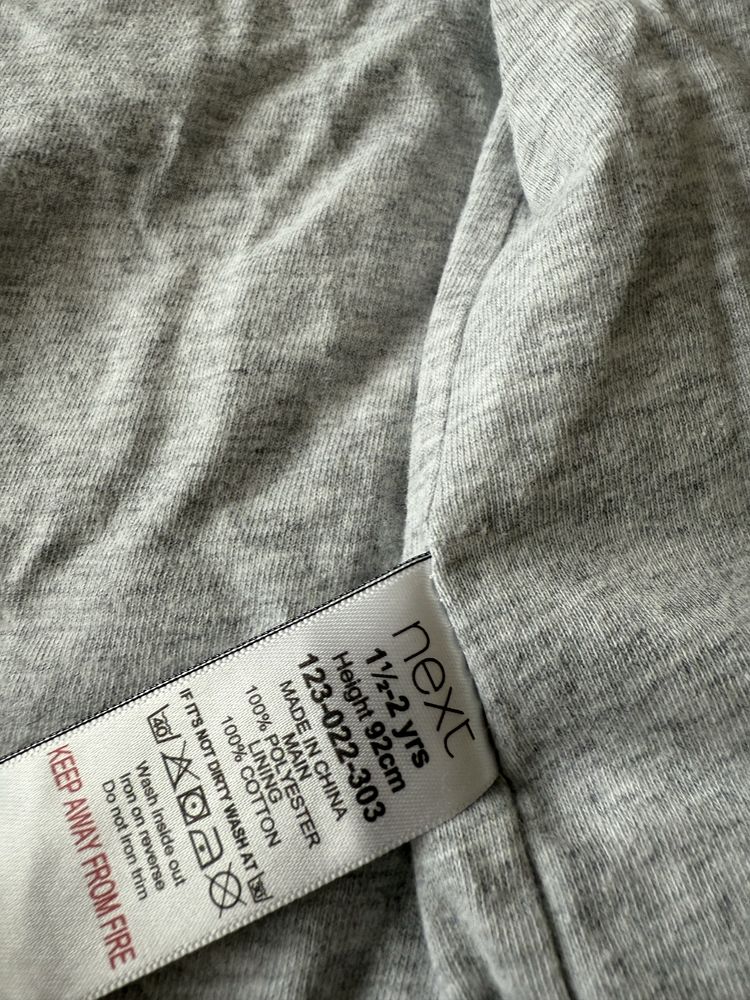 next
1½-2 yrs
Height 92cm
123-022-303
MADE IN CHINA
MAIN
100% POLYESTER
LINING
100% COTTON
IF IT'S NOT DIRTY WASH AT 30
40
Wash inside out
Iron on reverse
Do not iron trim
KEEP AWAY FROM FIRE